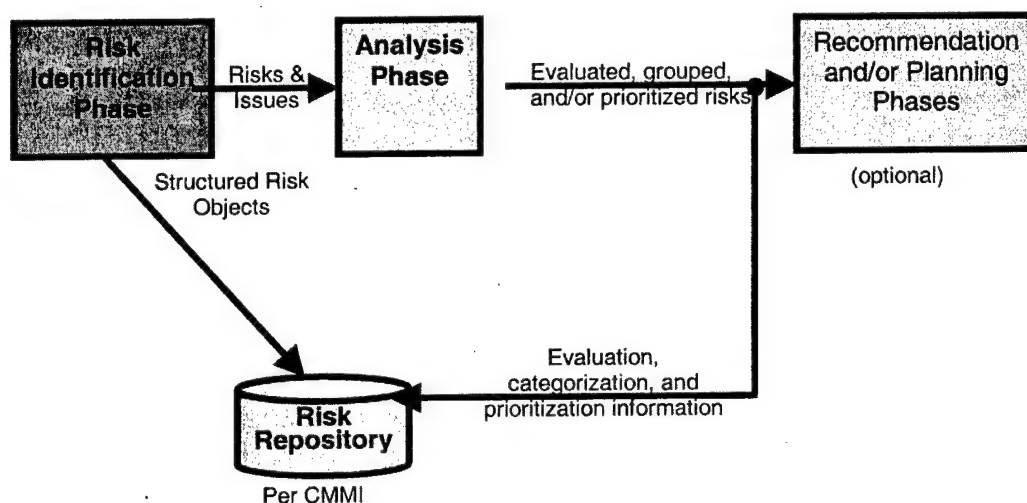 Risk
Identification
Phase
Risks &
Issues
Analysis
Phase
Evaluated, grouped,
and/or prioritized risks
Recommendation
and/or Planning
Phases
(optional)
Structured Risk
Objects
Evaluation,
categorization, and
prioritization information
Risk
Repository
Per CMMI